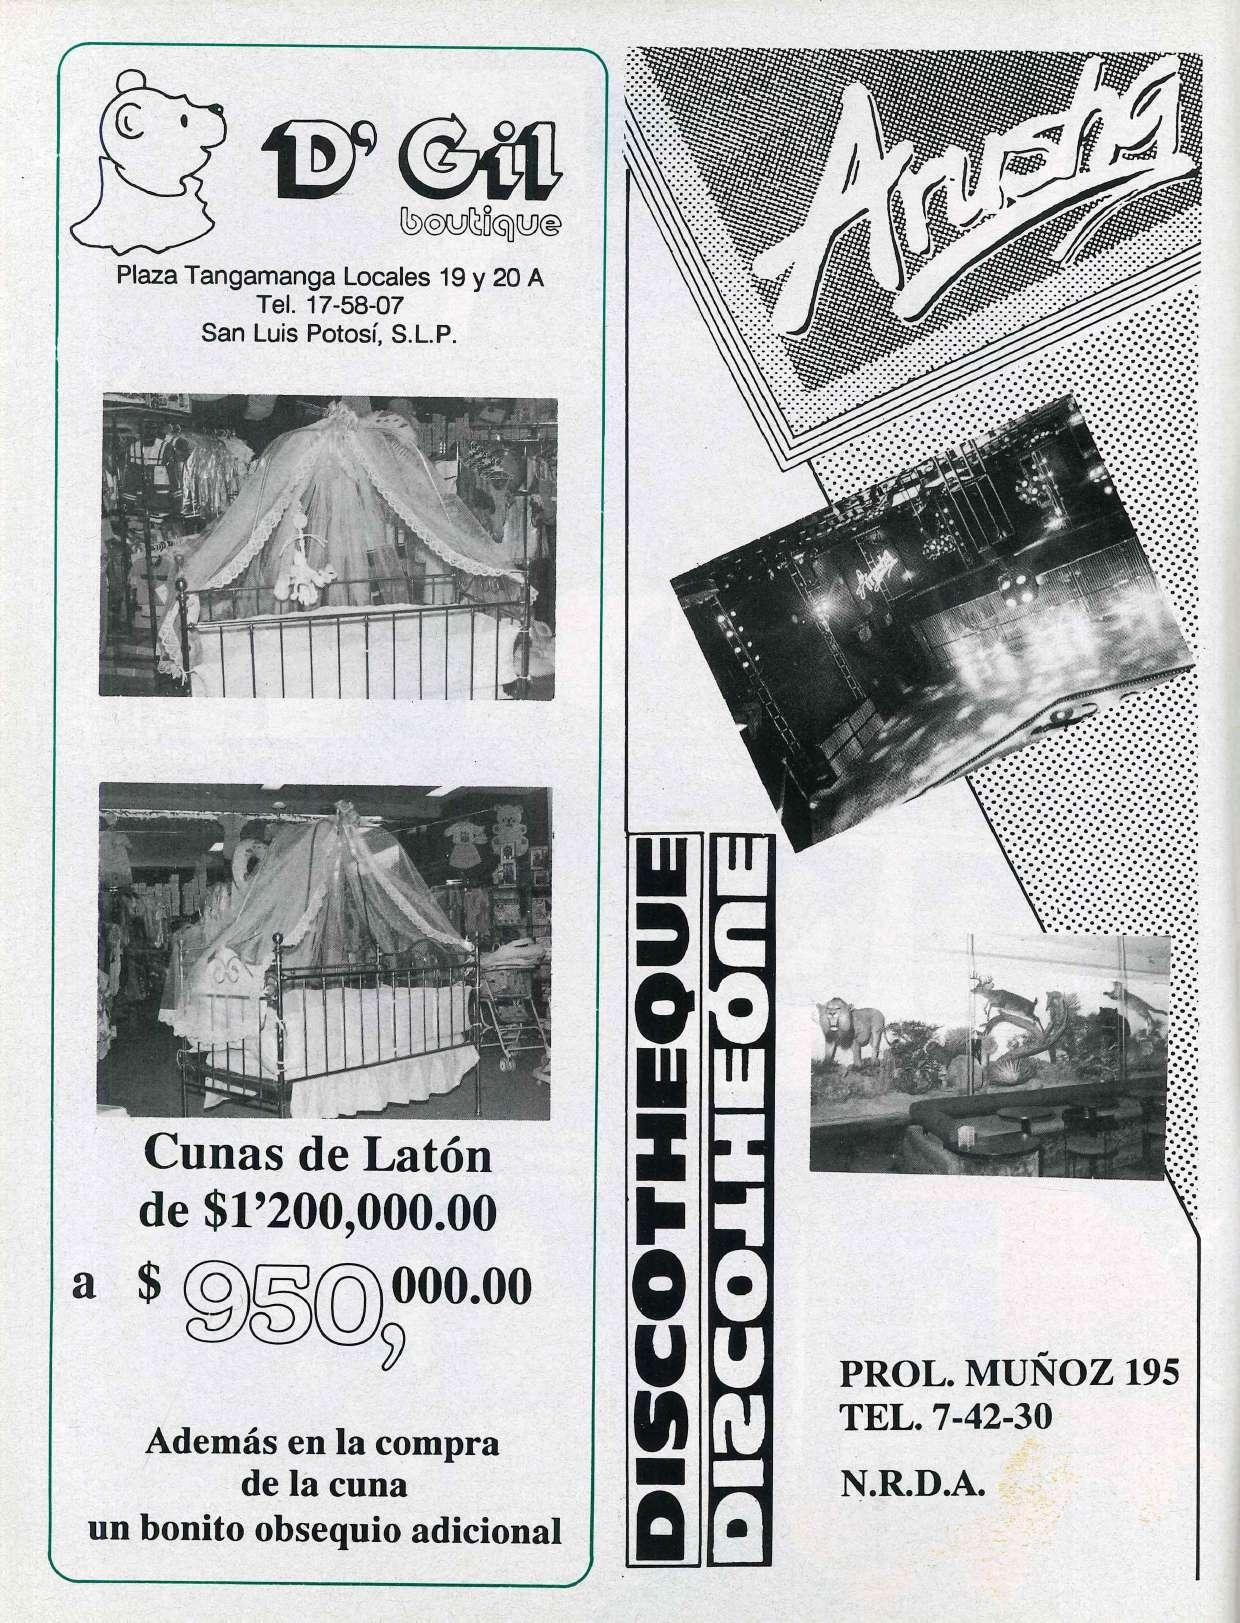 D' Gil
boutique
Plaza Tangamanga Locales 19 y 20 A
Tel. 17-58-07
San Luis Potosí, S.L.P.
Cunas de Latón
de $1'200,000.00
a $ 950,000.00
Además en la compra
de la cuna
un bonito obsequio adicional
Arusha
Arusha
DISCOTHEQUE
DISCOTHEQUE
PROL. MUÑOZ 195
TEL. 7-42-30
N.R.D.A.